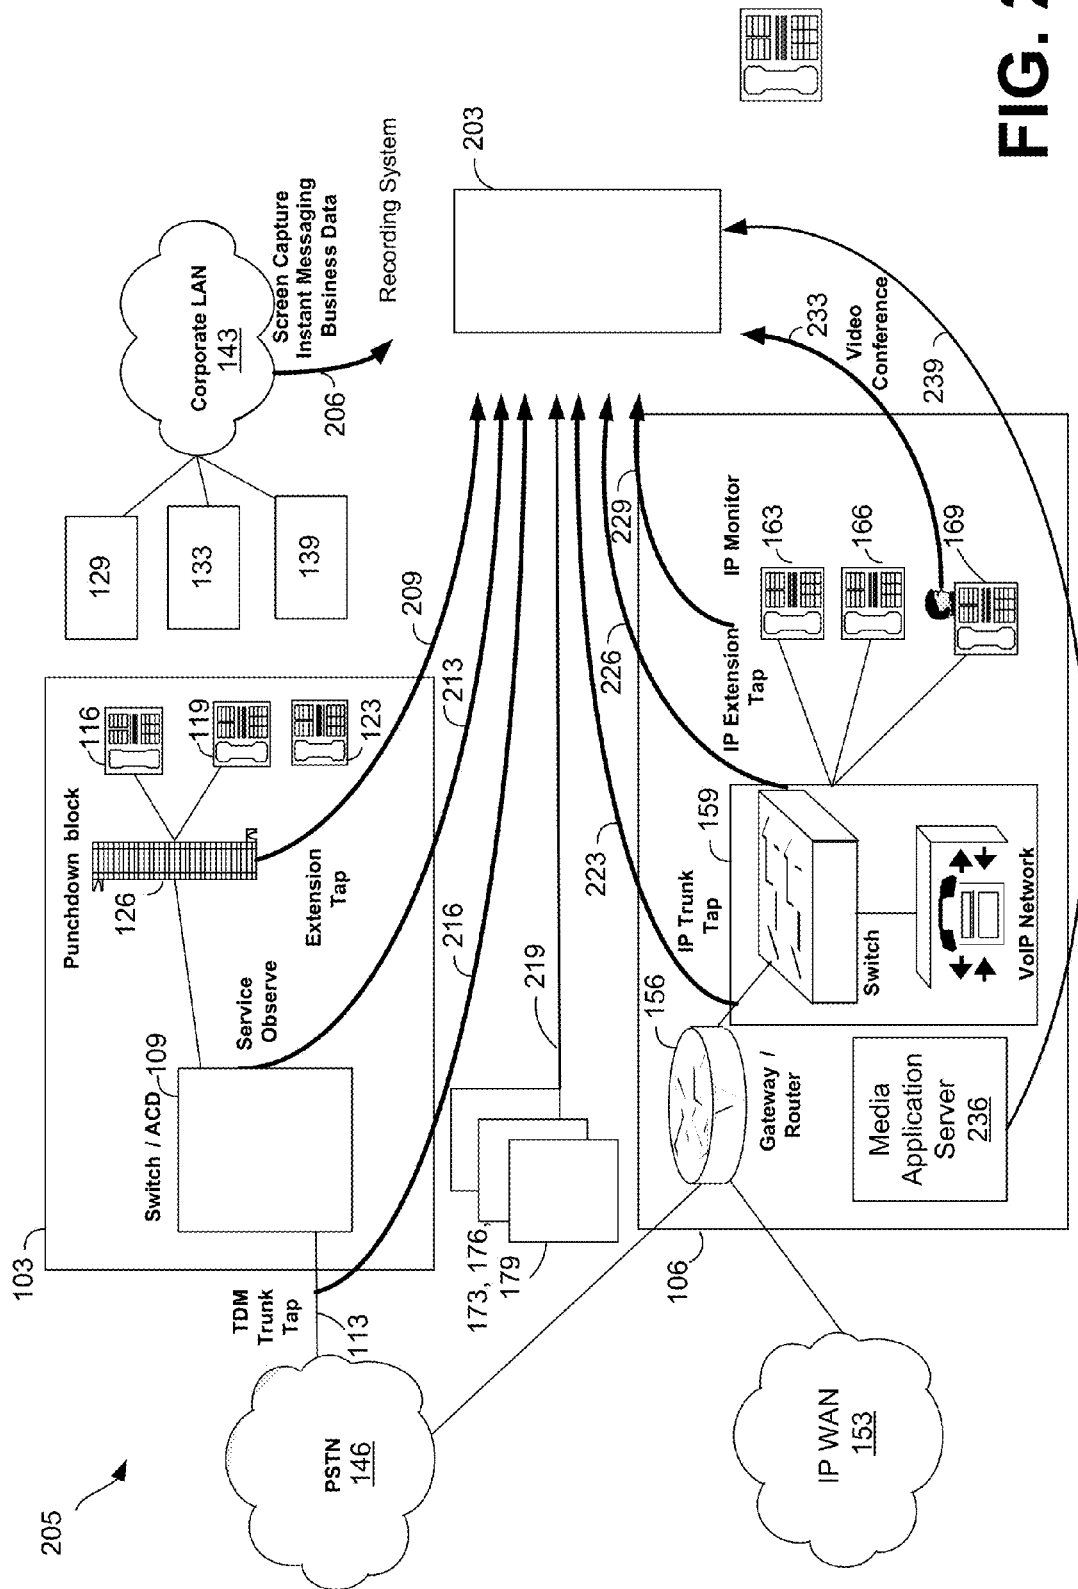 205
103
PSTN
146
TDM
Trunk
Tap
113
Switch / ACD
109
Service
Observe
Punchdown block
126
Extension
Tap
116
119
123
129
133
139
Corporate LAN
143
Screen Capture
Instant Messaging
Business Data
206
Recording System
203
209
213
216
219
173, 176,
179
IP WAN
153
106
156
Gateway /
Router
Media
Application
Server
236
IP Trunk
Tap
159
Switch
VoIP Network
223
226
229
IP Extension
Tap
IP Monitor
163
166
169
233
Video
Conference
239
FIG. 2